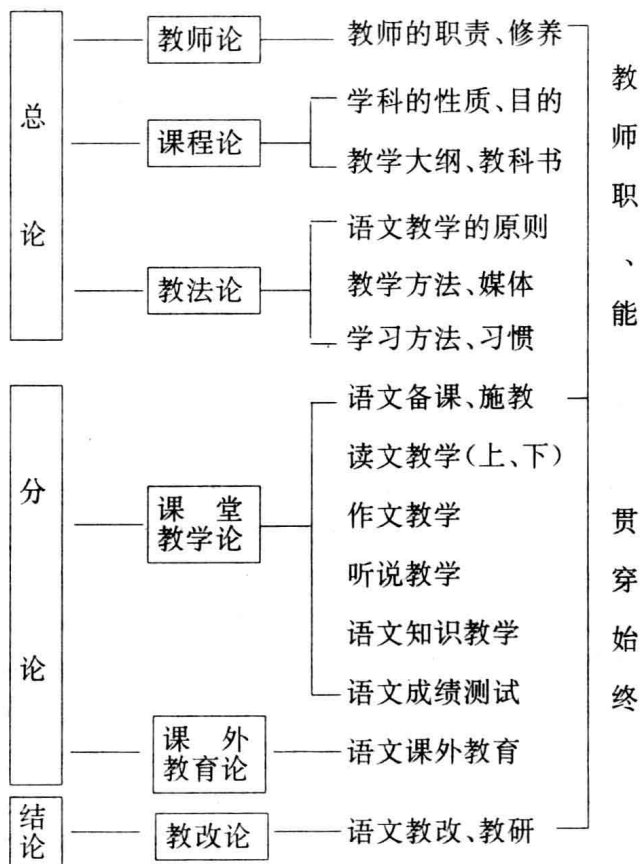 总论
教师论
教师的职责、修养
课程论
学科的性质、目的
教学大纲、教科书
教法论
语文教学的原则
教学方法、媒体
学习方法、习惯
分论
课堂
教学论
语文备课、施教
读文教学(上、下)
作文教学
听说教学
语文知识教学
语文成绩测试
课外
教育论
语文课外教育
结论
教改论
语文教改、教研
教师职、能
贯穿始终